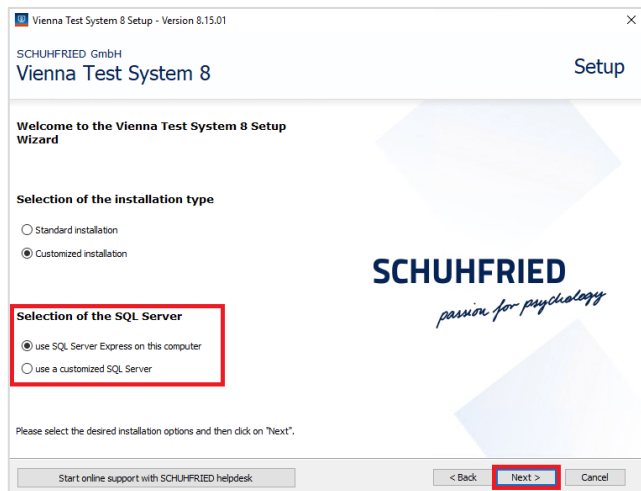 Vienna Test System 8 Setup - Version 8.15.01
SCHUHFRIED GmbH
Vienna Test System 8
Setup
Welcome to the Vienna Test System 8 Setup
Wizard
Selection of the installation type
Standard installation
Customized installation
SCHUHFRIED
passion for psychology
Selection of the SQL Server
use SQL Server Express on this computer
use a customized SQL Server
Please select the desired installation options and then click on "Next".
Start online support with SCHUHFRIED helpdesk
< Back
Next >
Cancel